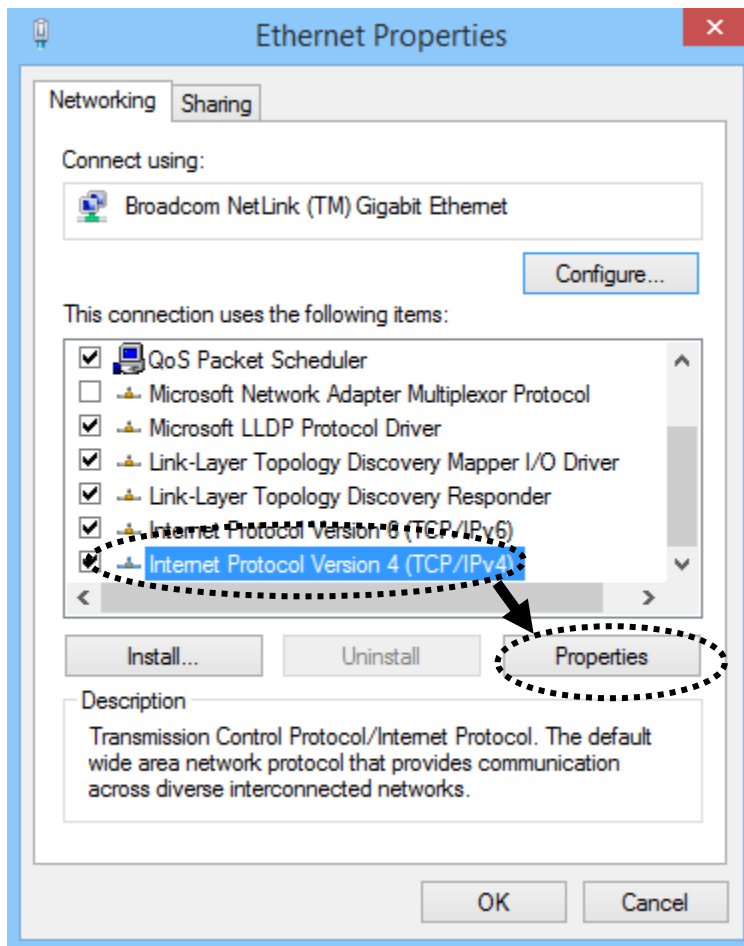 Ethernet Properties
Networking
Sharing
Connect using:
Broadcom NetLink (TM) Gigabit Ethernet
Configure...
This connection uses the following items:
QoS Packet Scheduler
Microsoft Network Adapter Multiplexor Protocol
Microsoft LLDP Protocol Driver
Link-Layer Topology Discovery Mapper I/O Driver
Link-Layer Topology Discovery Responder
Internet Protocol Version 6 (TCP/IPv6)
Internet Protocol Version 4 (TCP/IPv4)
Install...
Uninstall
Properties
Description
Transmission Control Protocol/Internet Protocol. The default
wide area network protocol that provides communication
across diverse interconnected networks.
OK
Cancel